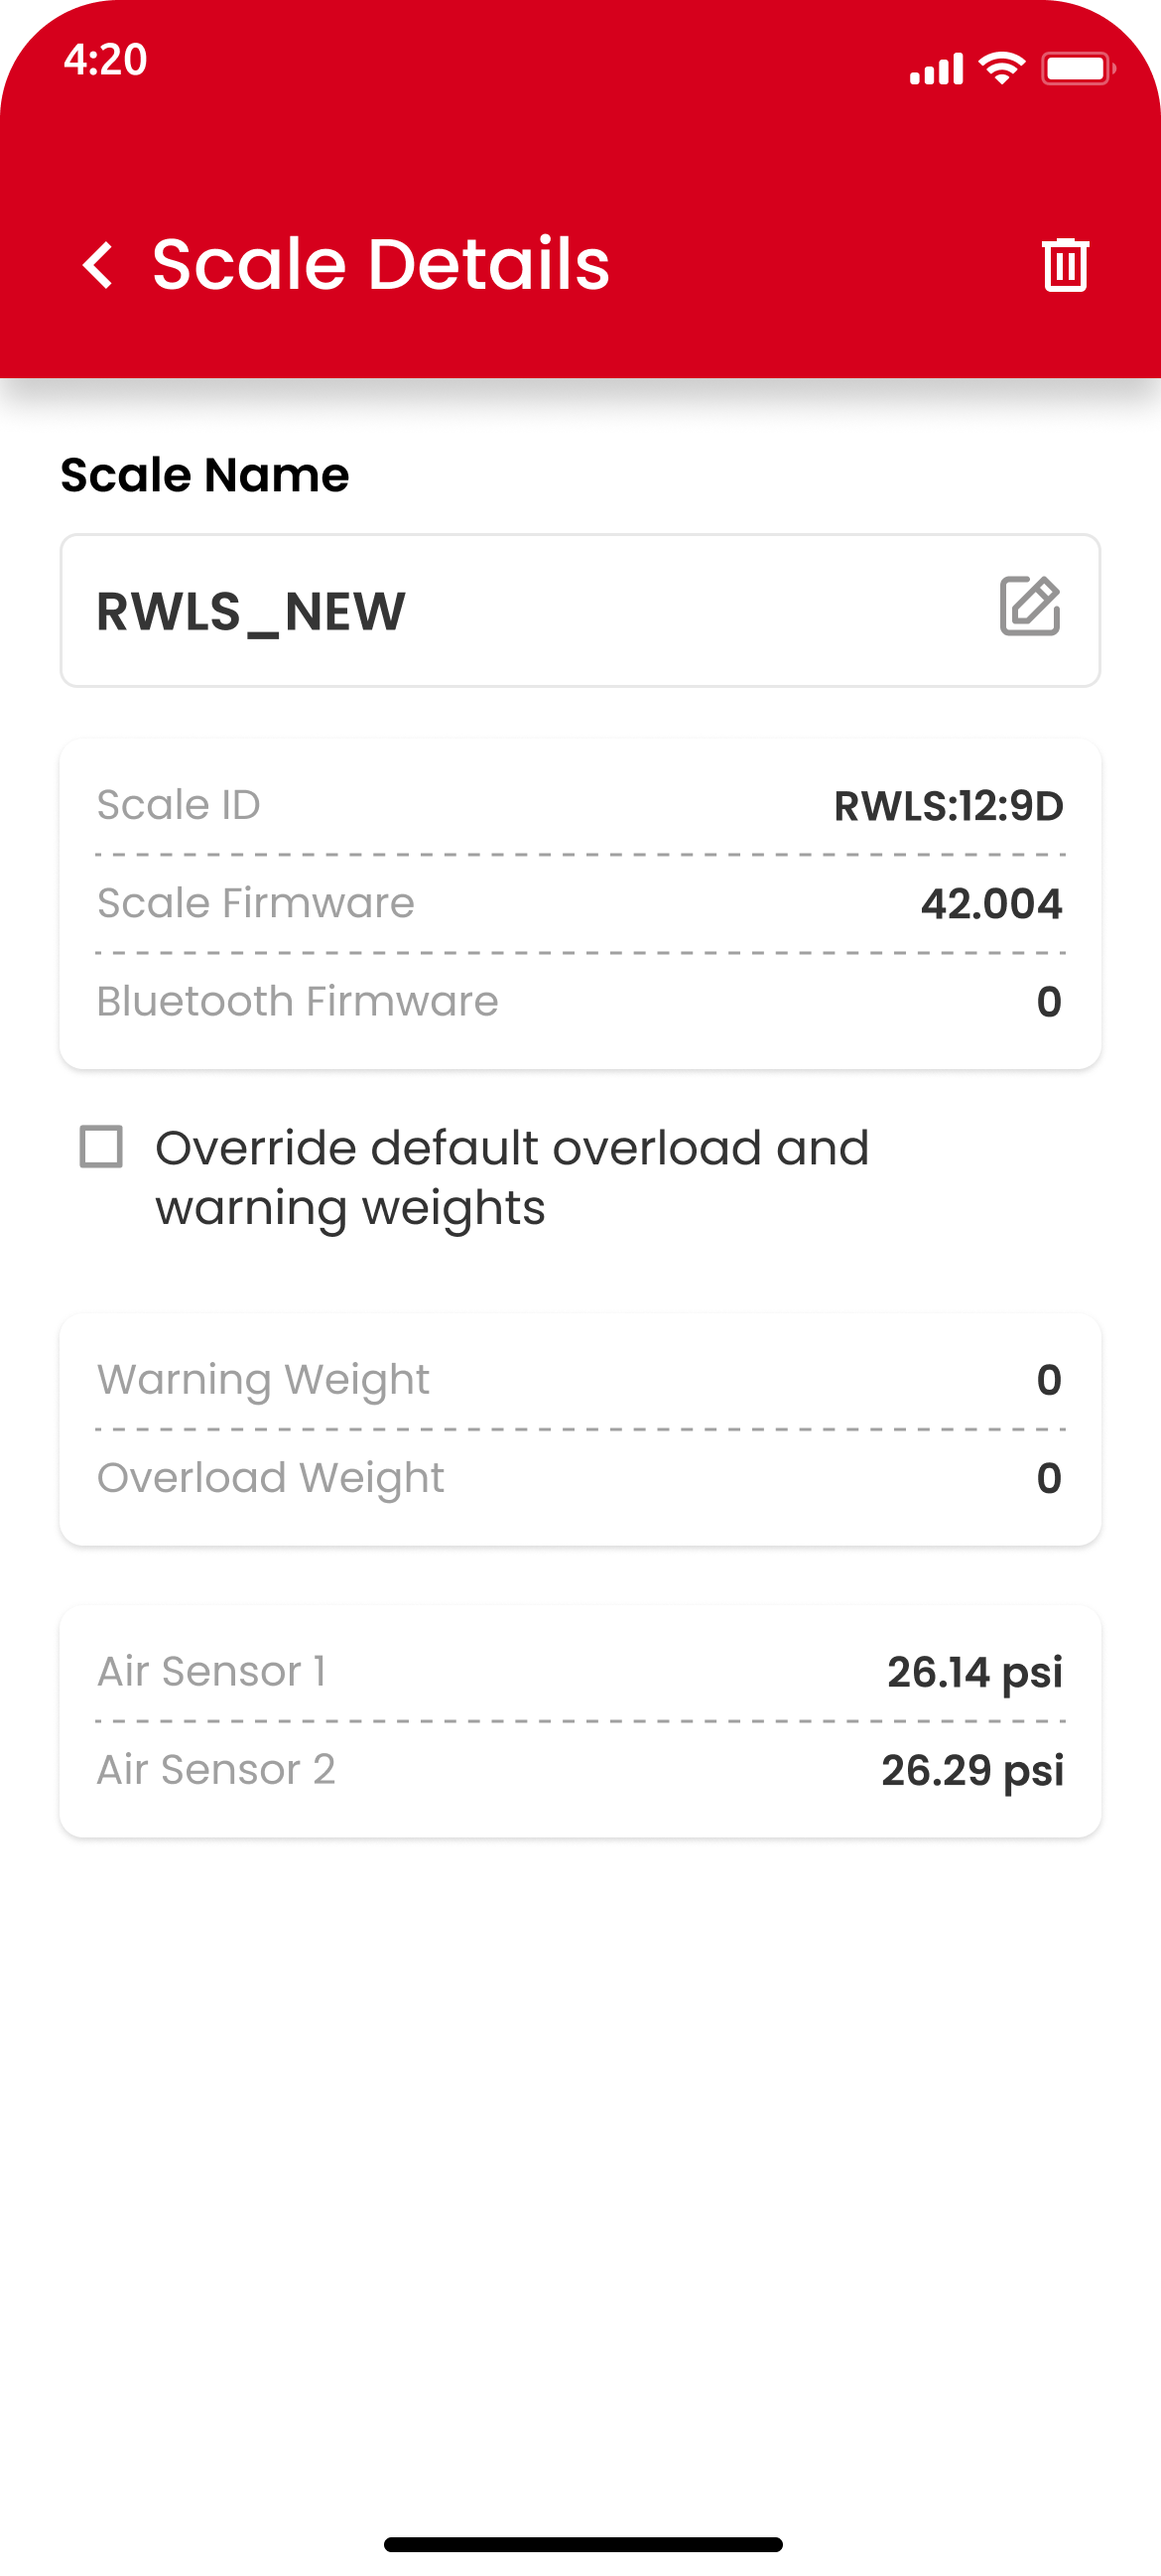 4:20
Scale Details
Scale Name
RWLS_NEW
Scale ID RWLS:12:9D
Scale Firmware 42.004
Bluetooth Firmware 0
Override default overload and
warning weights
Warning Weight 0
Overload Weight 0
Air Sensor 1 26.14 psi
Air Sensor 2 26.29 psi